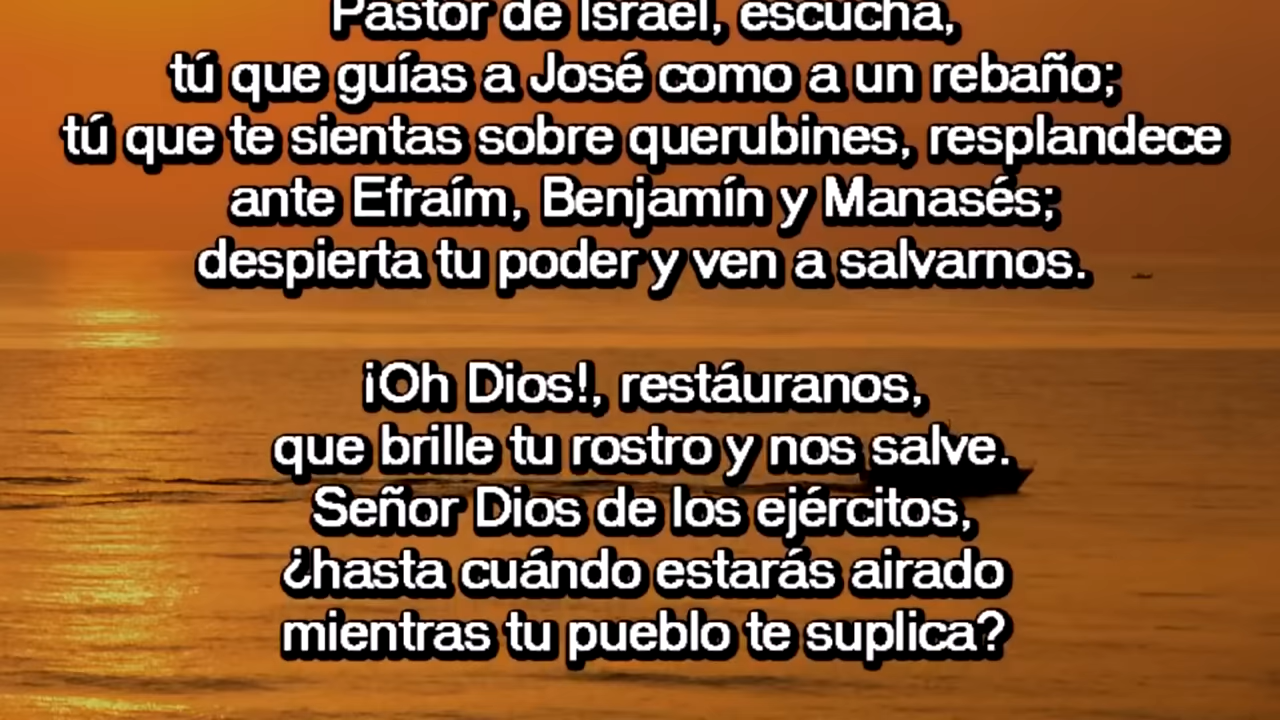 Pastor de Israel, escucha,
tú que guías a José como a un rebaño;
tú que te sientas sobre querubines, resplandece
ante Efraím, Benjamín y Manasés;
despierta tu poder y ven a salvarnos.
¡Oh Dios!, restáuranos,
que brille tu rostro y nos salve.
Señor Dios de los ejércitos,
¿hasta cuándo estarás airado
mientras tu pueblo te suplica?